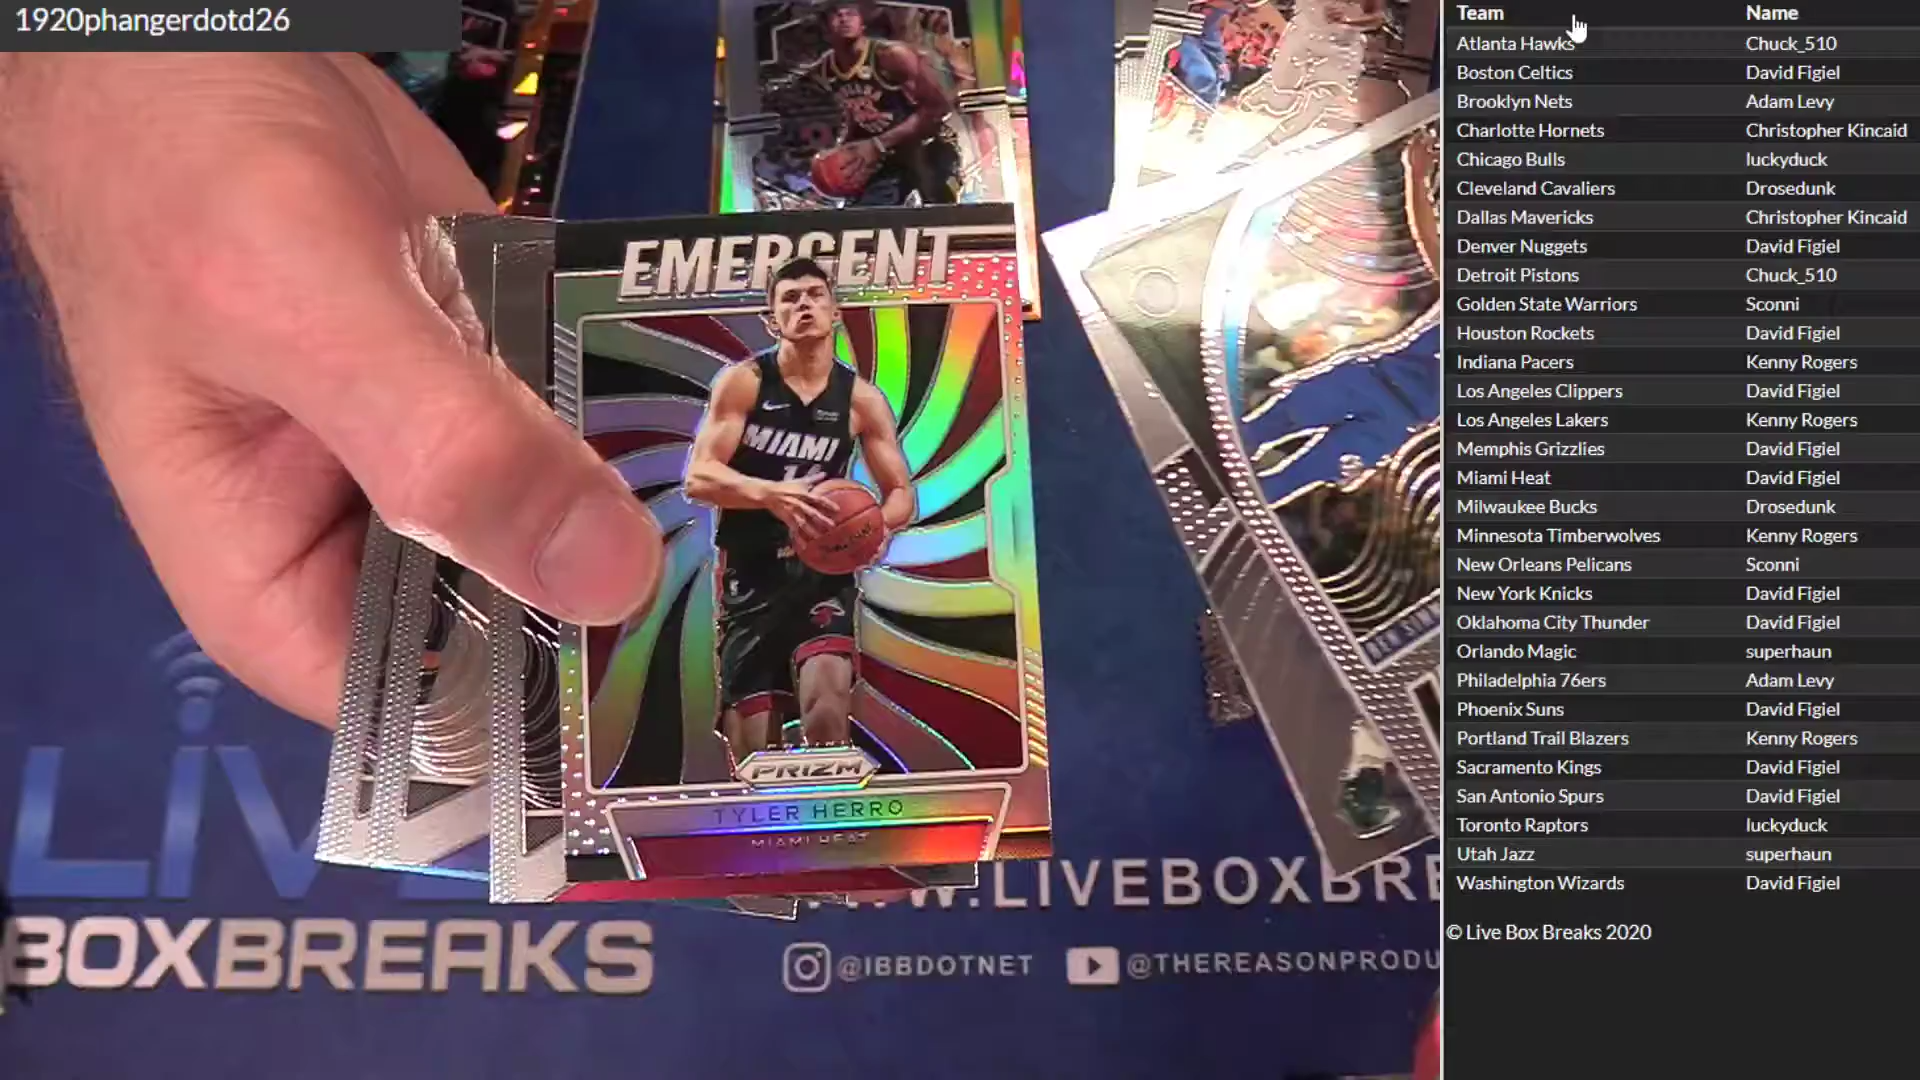 1920phangerdotd26
EMERGENT
MIAMI
PRIZM
TYLER HERRO
MIAMI HEAT
LIV
BOXBREAKS
WWW.LIVEBOXBRE
@IBBDOTNET
@THEREASONPRODU
Team Name
Atlanta Hawks Chuck_510
Boston Celtics David Figiel
Brooklyn Nets Adam Levy
Charlotte Hornets Christopher Kincaid
Chicago Bulls luckyduck
Cleveland Cavaliers Drosedunk
Dallas Mavericks Christopher Kincaid
Denver Nuggets David Figiel
Detroit Pistons Chuck_510
Golden State Warriors Sconni
Houston Rockets David Figiel
Indiana Pacers Kenny Rogers
Los Angeles Clippers David Figiel
Los Angeles Lakers Kenny Rogers
Memphis Grizzlies David Figiel
Miami Heat David Figiel
Milwaukee Bucks Drosedunk
Minnesota Timberwolves Kenny Rogers
New Orleans Pelicans Sconni
New York Knicks David Figiel
Oklahoma City Thunder David Figiel
Orlando Magic superhaun
Philadelphia 76ers Adam Levy
Phoenix Suns David Figiel
Portland Trail Blazers Kenny Rogers
Sacramento Kings David Figiel
San Antonio Spurs David Figiel
Toronto Raptors luckyduck
Utah Jazz superhaun
Washington Wizards David Figiel
© Live Box Breaks 2020